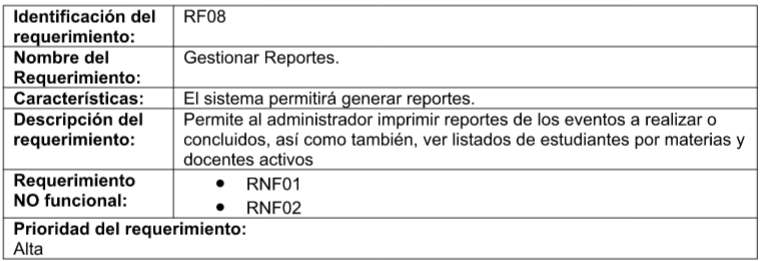 Identificación del requerimiento:
RF08
Nombre del Requerimiento:
Gestionar Reportes.
Características:
El sistema permitirá generar reportes.
Descripción del requerimiento:
Permite al administrador imprimir reportes de los eventos a realizar o
concluidos, así como también, ver listados de estudiantes por materias y
docentes activos
Requerimiento NO funcional:
• RNF01
• RNF02
Prioridad del requerimiento:
Alta